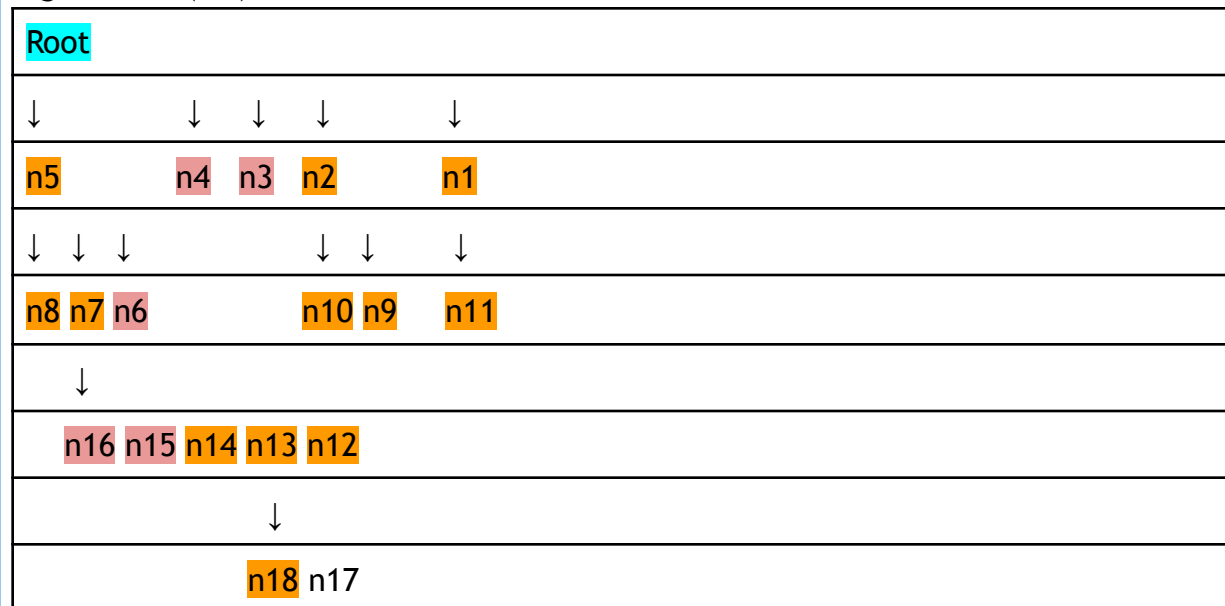 Root
↓ ↓ ↓ ↓ ↓
n5 n4 n3 n2 n1
↓ ↓ ↓ ↓ ↓ ↓
n8 n7 n6 n10 n9 n11
↓
n16 n15 n14 n13 n12
↓
n18 n17